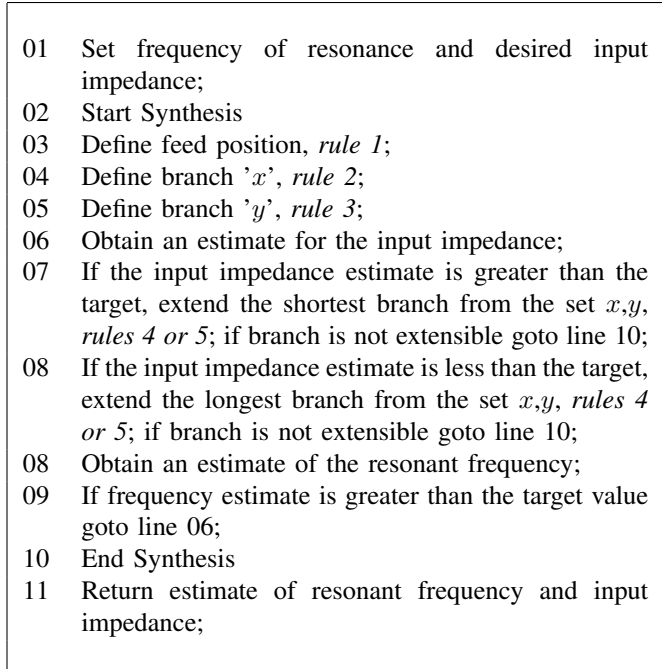 01 Set frequency of resonance and desired input
impedance;
02 Start Synthesis
03 Define feed position, rule 1;
04 Define branch 'x', rule 2;
05 Define branch 'y', rule 3;
06 Obtain an estimate for the input impedance;
07 If the input impedance estimate is greater than the
target, extend the shortest branch from the set x,y,
rules 4 or 5; if branch is not extensible goto line 10;
08 If the input impedance estimate is less than the target,
extend the longest branch from the set x,y, rules 4
or 5; if branch is not extensible goto line 10;
08 Obtain an estimate of the resonant frequency;
09 If frequency estimate is greater than the target value
goto line 06;
10 End Synthesis
11 Return estimate of resonant frequency and input
impedance;